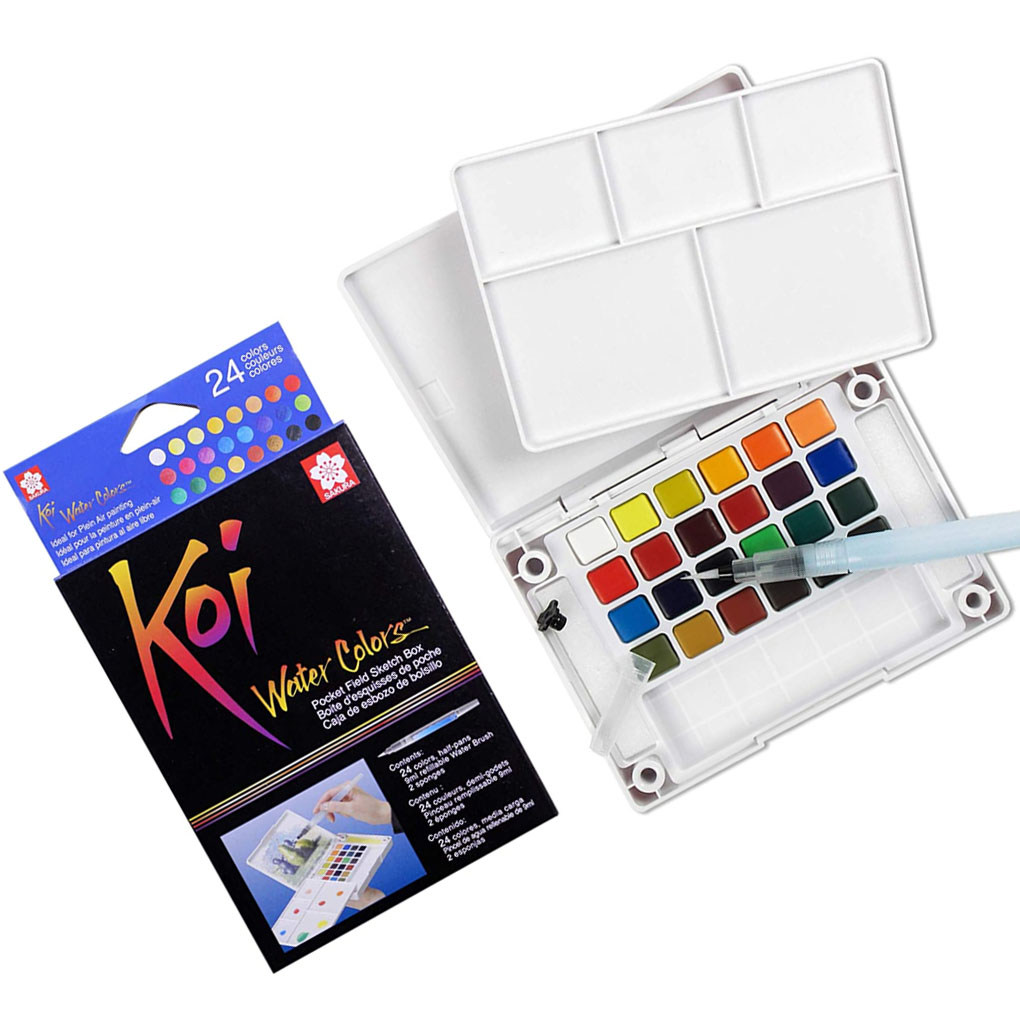 24 colors
couleurs
colores
Koi Water Colors™
Ideal for Plein Air painting
Idéal pour la peinture en plein-air
Ideal para pintura al aire libre
SAKURA
SAKURA
Koi
Water Colors™
Pocket Field Sketch Box
Boîte d'esquisses de poche
Caja de esbozo de bolsillo
Contents:
24 colors, half-pans
9ml refillable Water Brush
2 sponges
Contenu :
24 couleurs, demi-godets
Pinceau remplissable 9ml
2 éponges
Contenido:
24 colores, media carga
Pincel de agua rellenable de 9ml
2 esponjas